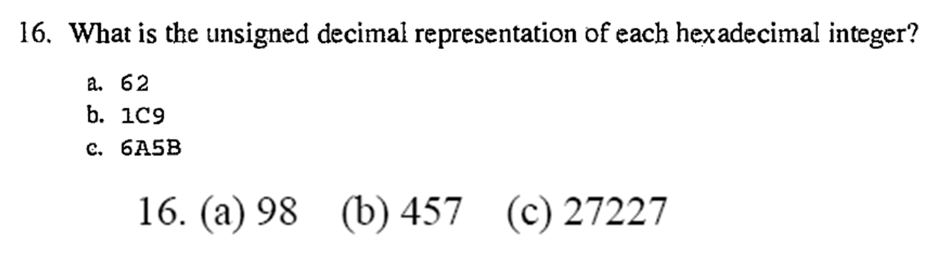 16. What is the unsigned decimal representation of each hexadecimal integer?
a. 62
b. 1C9
c. 6A5B
16. (a) 98 (b) 457 (c) 27227